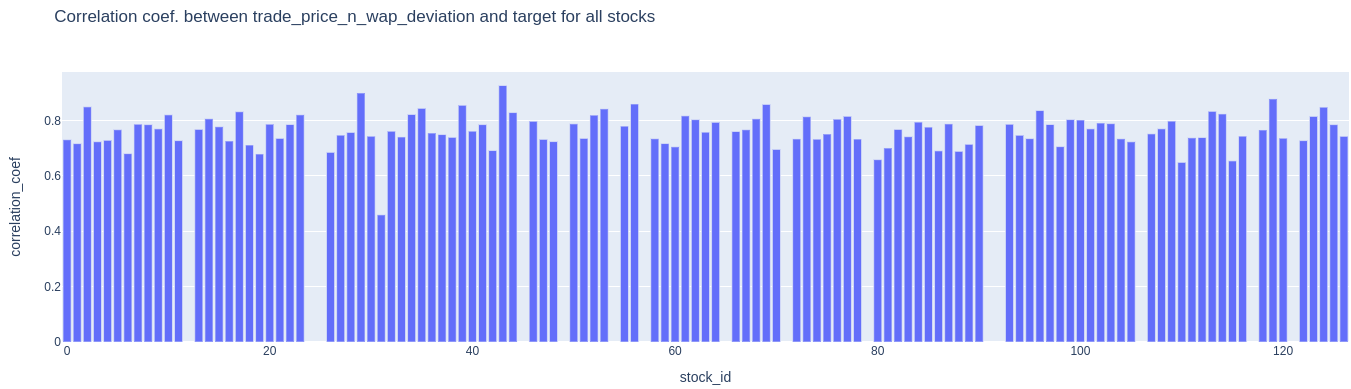 Correlation coef. between trade_price_n_wap_deviation and target for all stocks
correlation_coef
0.8
0.6
0.4
0.2
0
0 20 40 60 80 100 120
stock_id